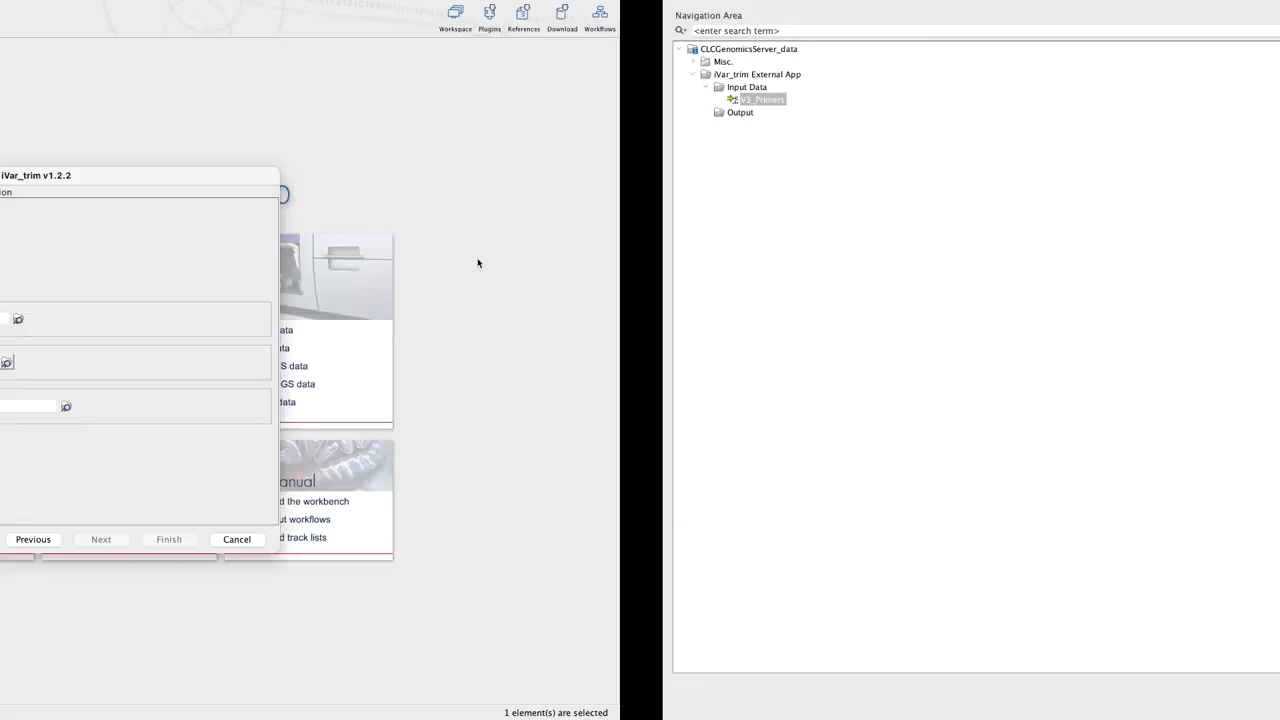 Workspace Plugins References Download Workflows
iVar_trim v1.2.2
ion
ata
ata
S data
GS data
data
anual
d the workbench
ut workflows
d track lists
Previous Next Finish Cancel
1 element(s) are selected
Navigation Area
<enter search term>
CLCGenomicsServer_data
Misc.
iVar_trim External App
Input Data
V3_Primers
Output